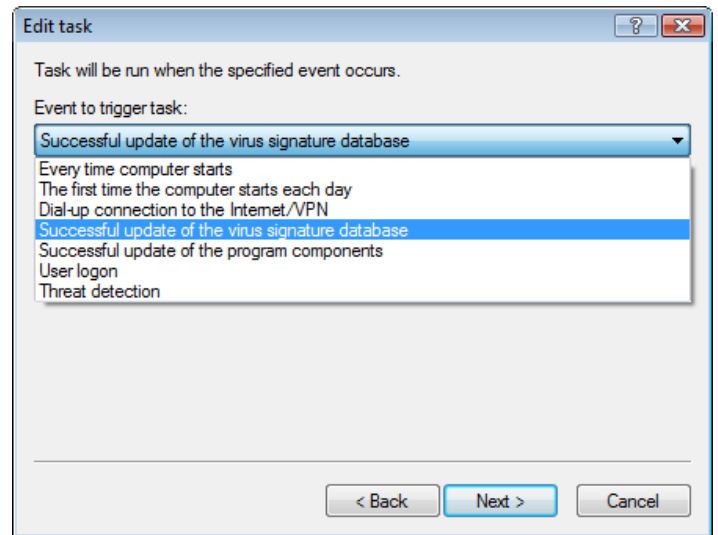 Edit task
Task will be run when the specified event occurs.
Event to trigger task:
Successful update of the virus signature database
Every time computer starts
The first time the computer starts each day
Dial-up connection to the Internet/VPN
Successful update of the virus signature database
Successful update of the program components
User logon
Threat detection
< Back Next > Cancel